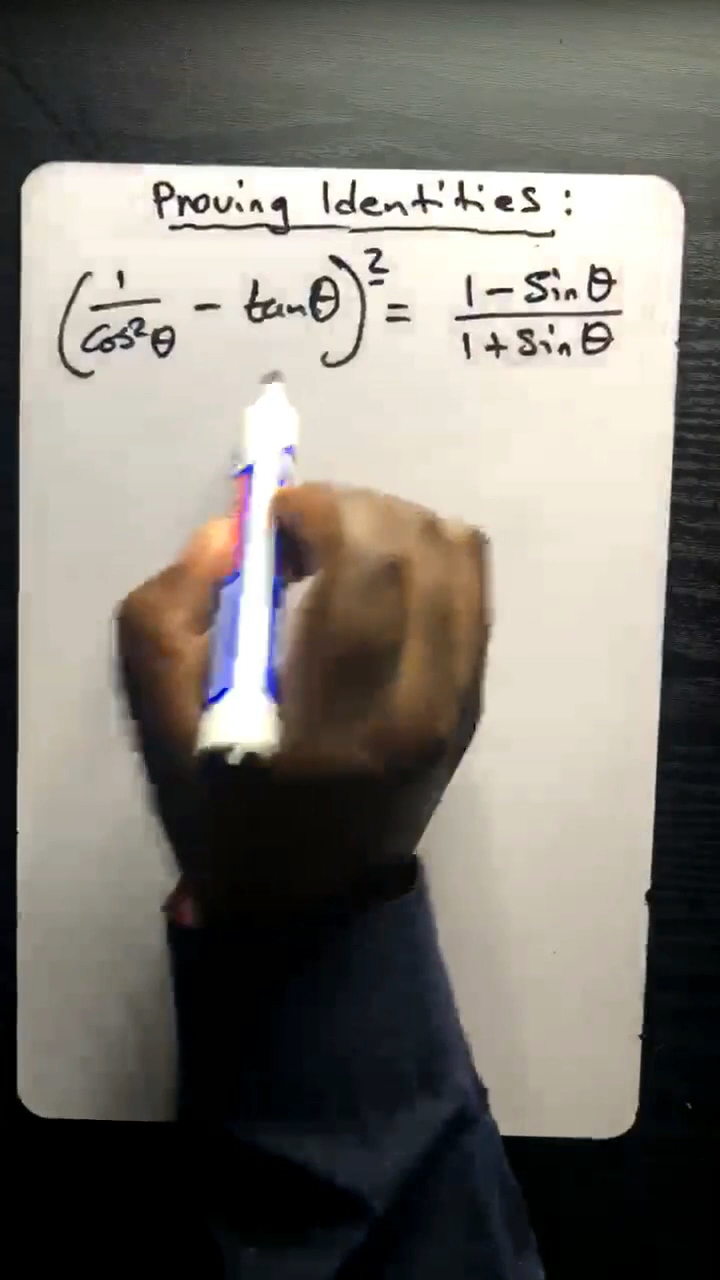 Proving Identities:
(1/cos²θ - tanθ)² = (1 - Sinθ)/(1 + Sinθ)